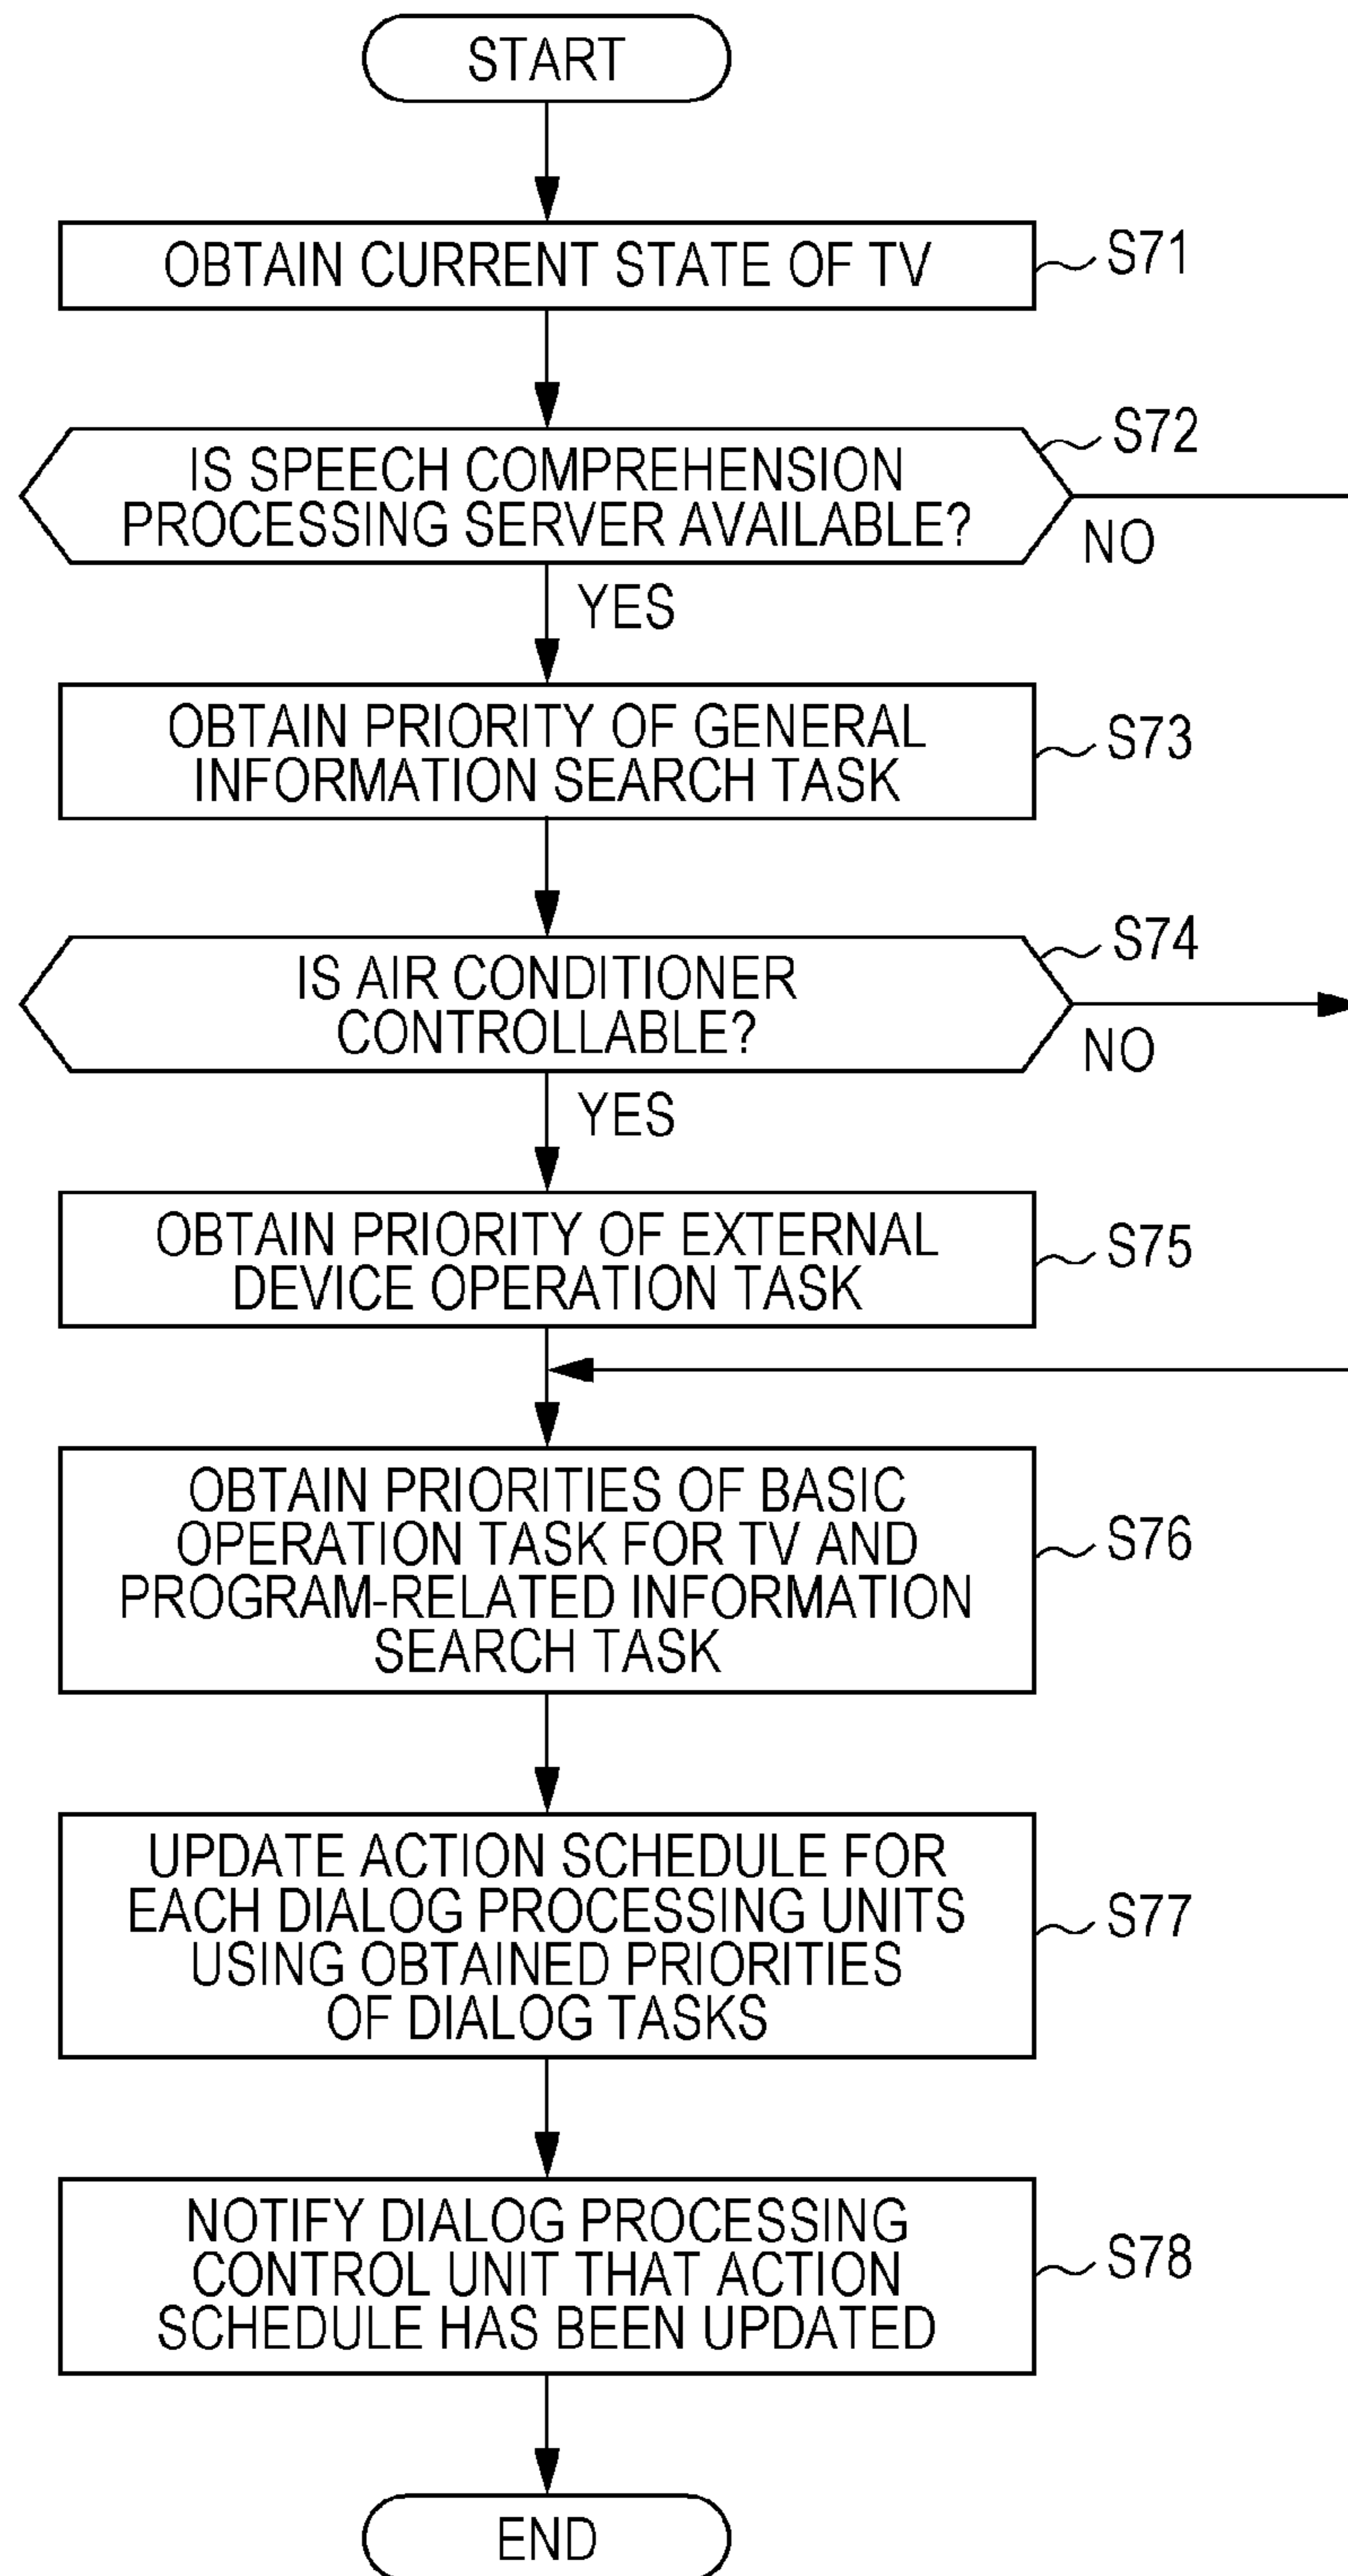 START
OBTAIN CURRENT STATE OF TV
S71
IS SPEECH COMPREHENSION
PROCESSING SERVER AVAILABLE?
S72
NO
YES
OBTAIN PRIORITY OF GENERAL
INFORMATION SEARCH TASK
S73
IS AIR CONDITIONER
CONTROLLABLE?
S74
NO
YES
OBTAIN PRIORITY OF EXTERNAL
DEVICE OPERATION TASK
S75
OBTAIN PRIORITIES OF BASIC
OPERATION TASK FOR TV AND
PROGRAM-RELATED INFORMATION
SEARCH TASK
S76
UPDATE ACTION SCHEDULE FOR
EACH DIALOG PROCESSING UNITS
USING OBTAINED PRIORITIES
OF DIALOG TASKS
S77
NOTIFY DIALOG PROCESSING
CONTROL UNIT THAT ACTION
SCHEDULE HAS BEEN UPDATED
S78
END